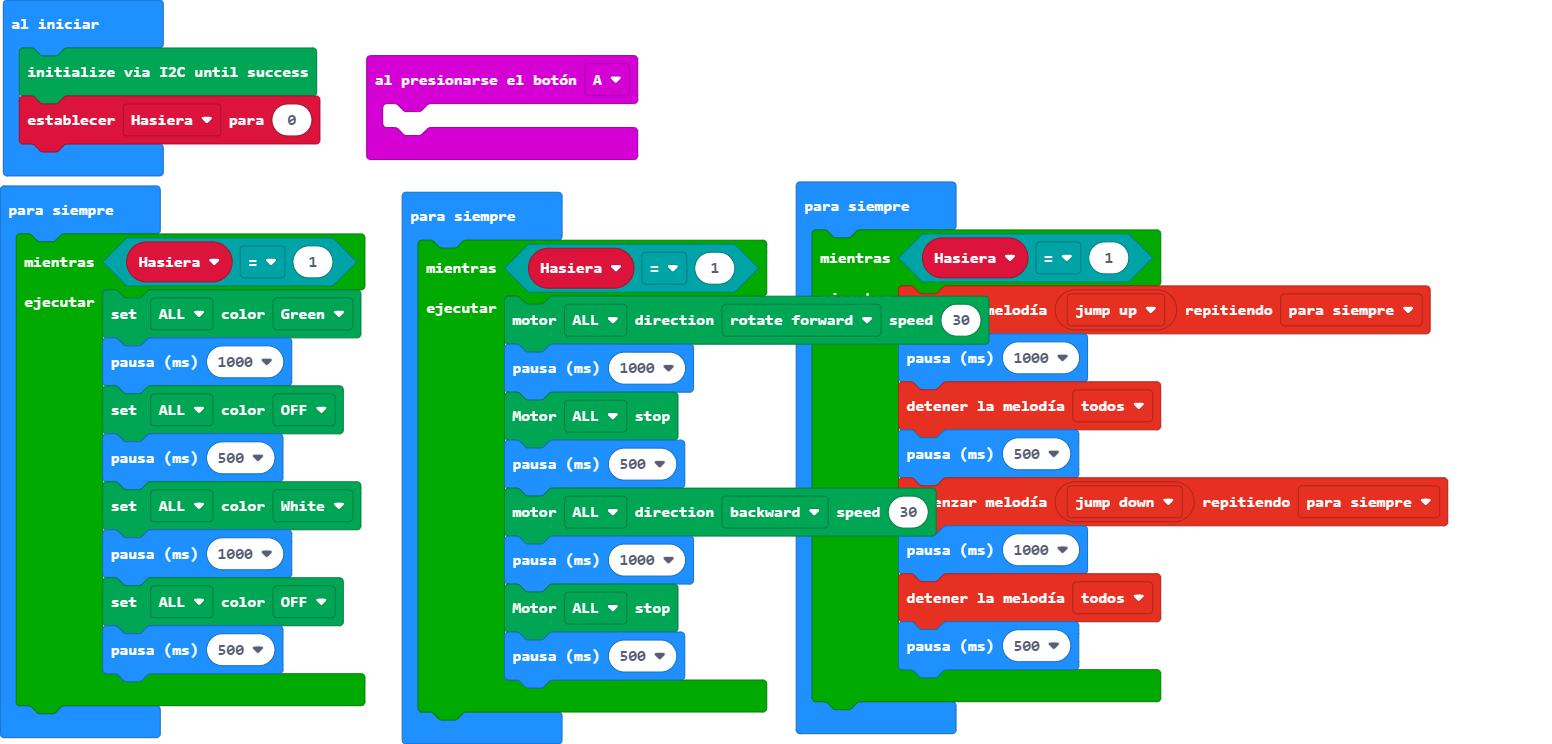 al iniciar
initialize via I2C until success
establecer Hasiera para 0
al presionarse el botón A
para siempre
mientras Hasiera = 1
ejecutar
set ALL color Green
pausa (ms) 1000
set ALL color OFF
pausa (ms) 500
set ALL color White
pausa (ms) 1000
set ALL color OFF
pausa (ms) 500
para siempre
mientras Hasiera = 1
ejecutar
motor ALL direction rotate forward speed 30
pausa (ms) 1000
Motor ALL stop
pausa (ms) 500
motor ALL direction backward speed 30
pausa (ms) 1000
Motor ALL stop
pausa (ms) 500
para siempre
mientras Hasiera = 1
melodía jump up repitiendo para siempre
pausa (ms) 1000
detener la melodía todos
pausa (ms) 500
melodía jump down repitiendo para siempre
pausa (ms) 1000
detener la melodía todos
pausa (ms) 500